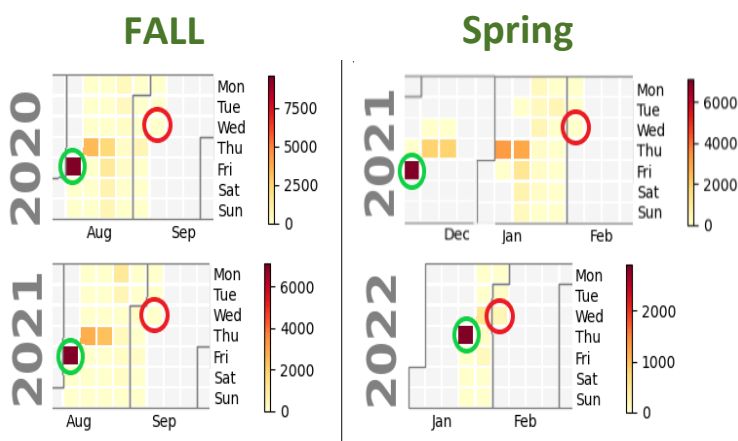 FALL
Spring
2020
Mon
Tue
Wed
Thu
Fri
Sat
Sun
Aug
Sep
7500
5000
2500
0
2021
Mon
Tue
Wed
Thu
Fri
Sat
Sun
Dec
Jan
Feb
6000
4000
2000
0
2021
Mon
Tue
Wed
Thu
Fri
Sat
Sun
Aug
Sep
6000
4000
2000
0
2022
Mon
Tue
Wed
Thu
Fri
Sat
Sun
Jan
Feb
2000
1000
0